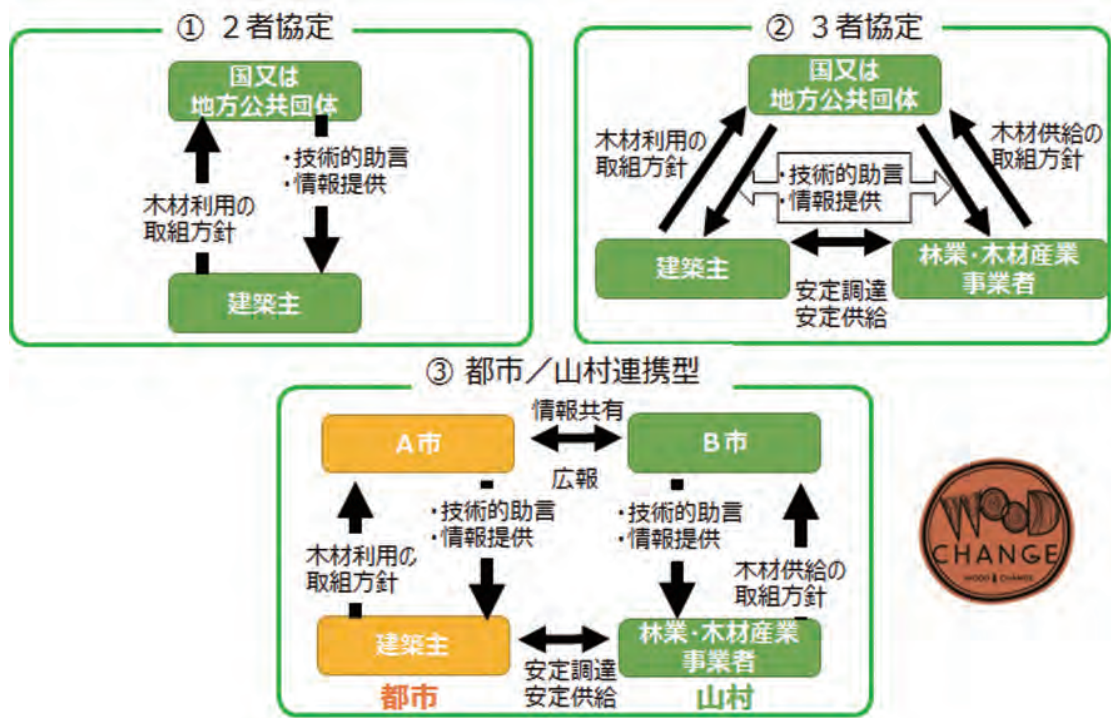 ① 2者協定
国又は
地方公共団体
・技術的助言
・情報提供
木材利用の
取組方針
建築主
② 3者協定
国又は
地方公共団体
木材利用の
取組方針
木材供給の
取組方針
・技術的助言
・情報提供
建築主
林業・木材産業
事業者
安定調達
安定供給
③ 都市／山村連携型
情報共有
A市
B市
広報
・技術的助言
・情報提供
・技術的助言
・情報提供
木材利用の
取組方針
木材供給の
取組方針
建築主
林業・木材産業
事業者
安定調達
安定供給
都市
山村
WOOD
CHANGE
WOOD CHANGE